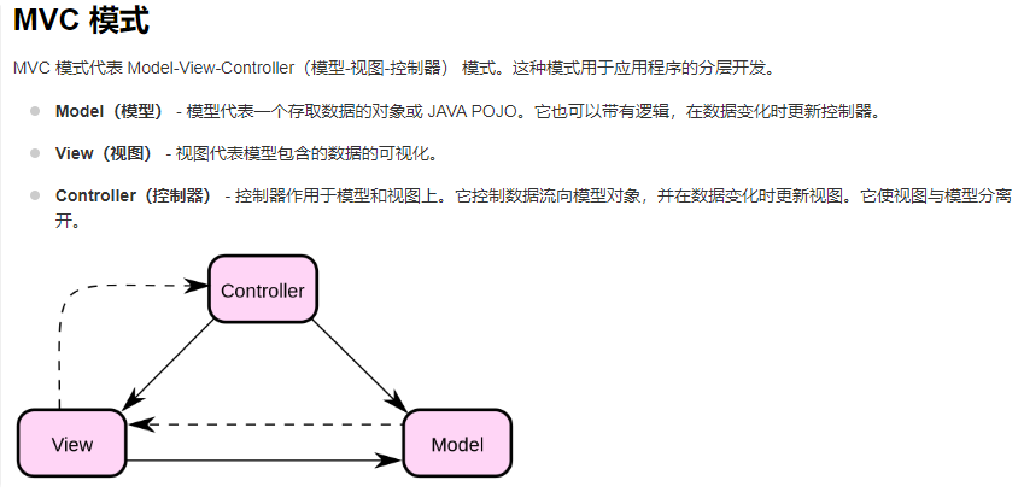 MVC 模式
MVC 模式代表 Model-View-Controller（模型-视图-控制器） 模式。这种模式用于应用程序的分层开发。
Model（模型） - 模型代表一个存取数据的对象或 JAVA POJO。它也可以带有逻辑，在数据变化时更新控制器。
View（视图） - 视图代表模型包含的数据的可视化。
Controller（控制器） - 控制器作用于模型和视图上。它控制数据流向模型对象，并在数据变化时更新视图。它使视图与模型分离
开。
Controller
View
Model